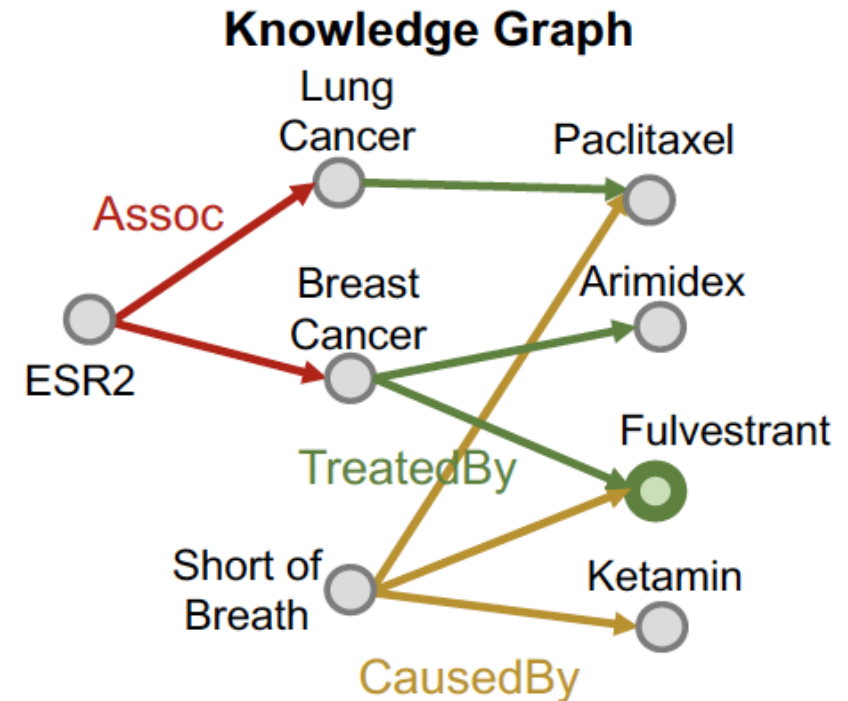 Knowledge Graph
Lung
Cancer
Paclitaxel
Assoc
Breast
Cancer
Arimidex
ESR2
Fulvestrant
TreatedBy
Short of
Breath
Ketamin
CausedBy